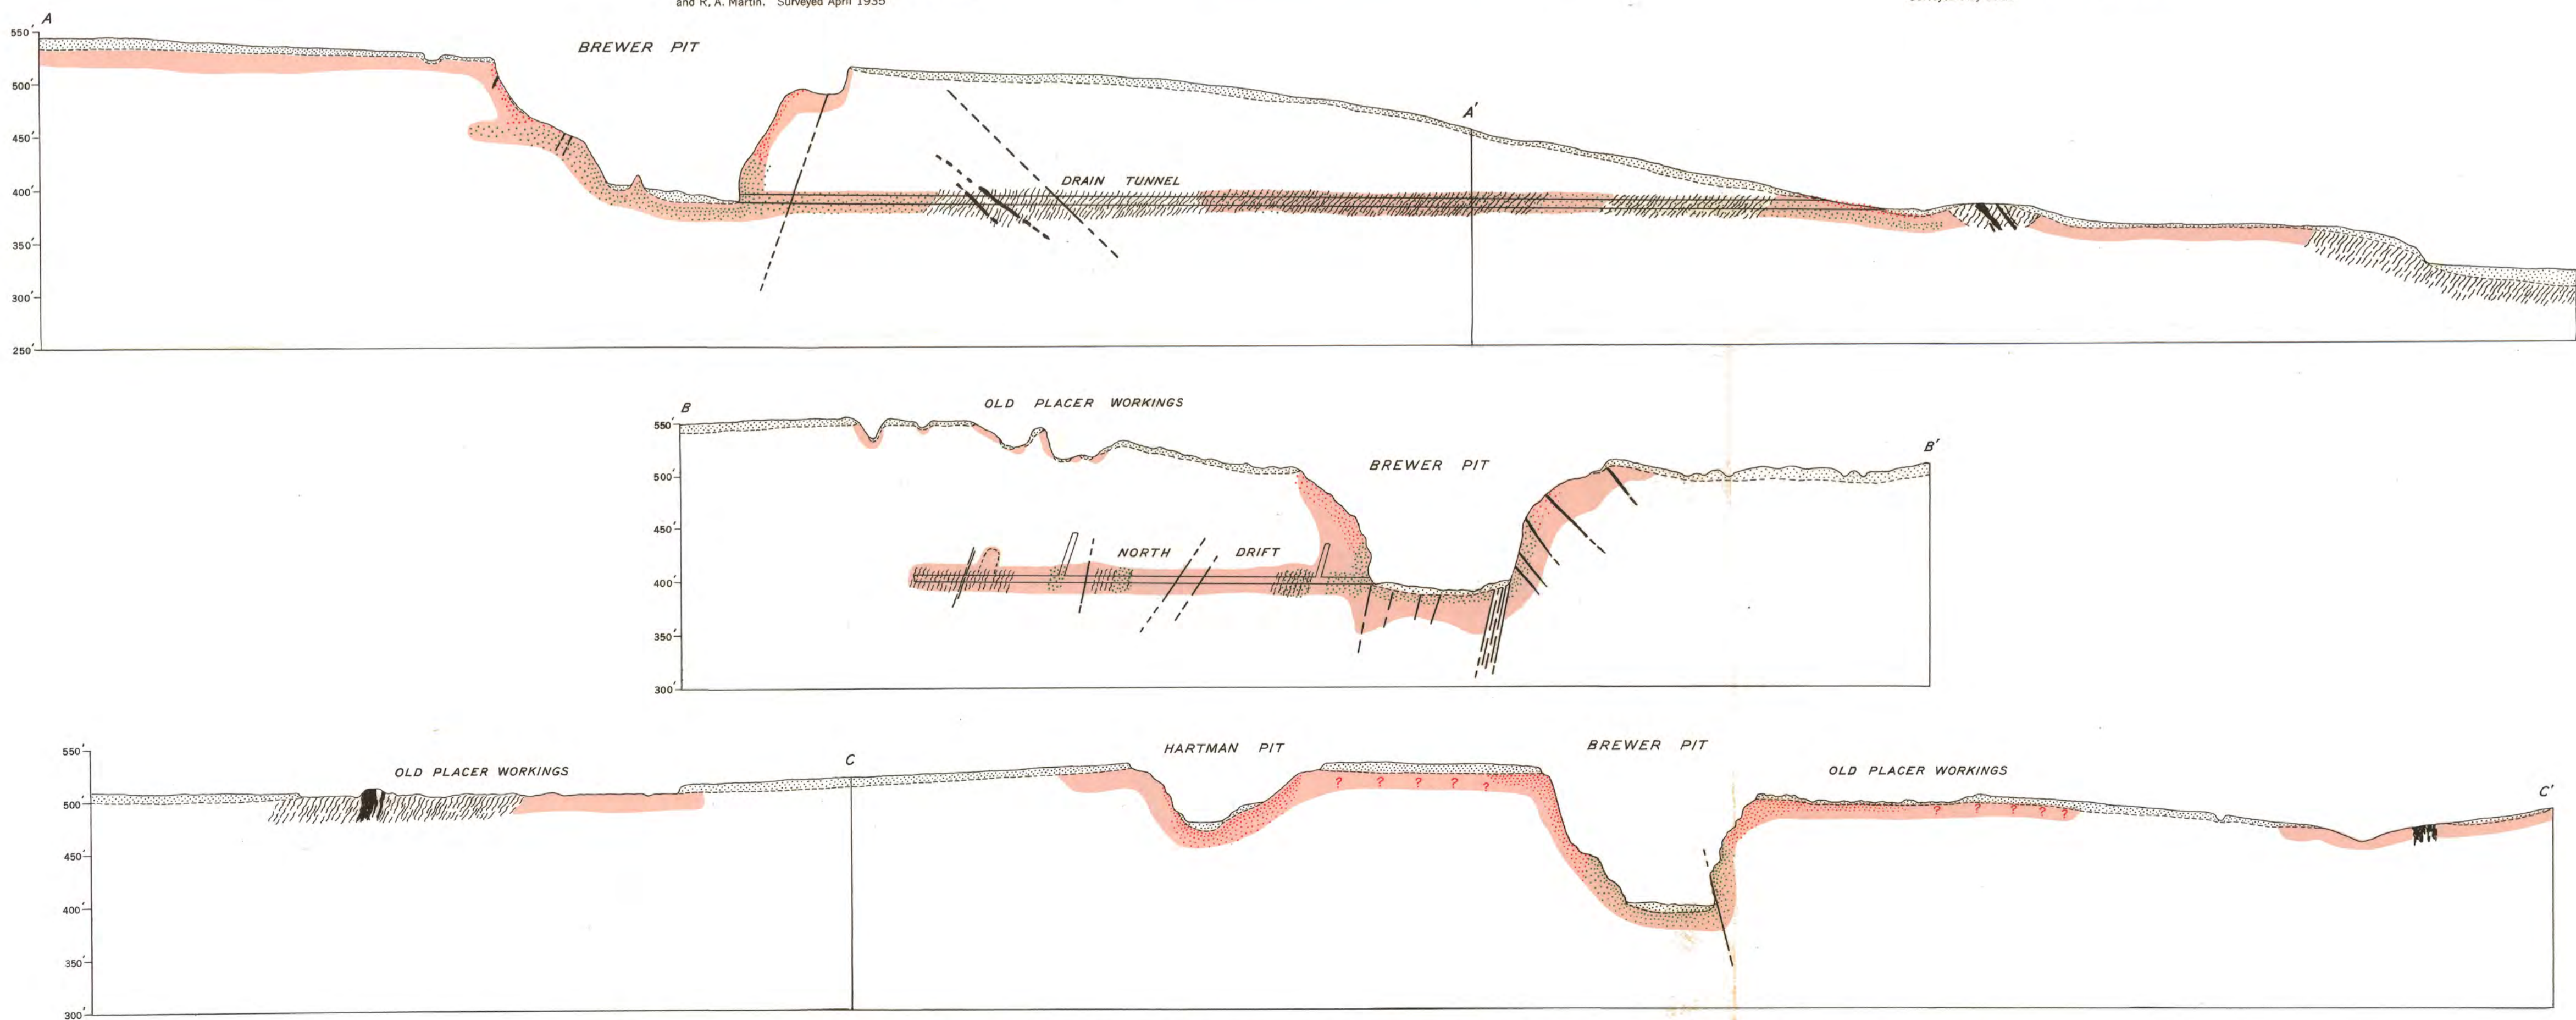 and R. A. Martin. Surveyed April 1935
A
550'
BREWER PIT
500'
A'
450'
DRAIN TUNNEL
400'
350'
300'
250'
B
OLD PLACER WORKINGS
550'
B'
BREWER PIT
500'
450'
NORTH DRIFT
400'
350'
300'
550'
HARTMAN PIT
BREWER PIT
C
OLD PLACER WORKINGS
OLD PLACER WORKINGS
C'
? ? ? ? ?
500'
? ? ? ? ?
450'
400'
350'
300'